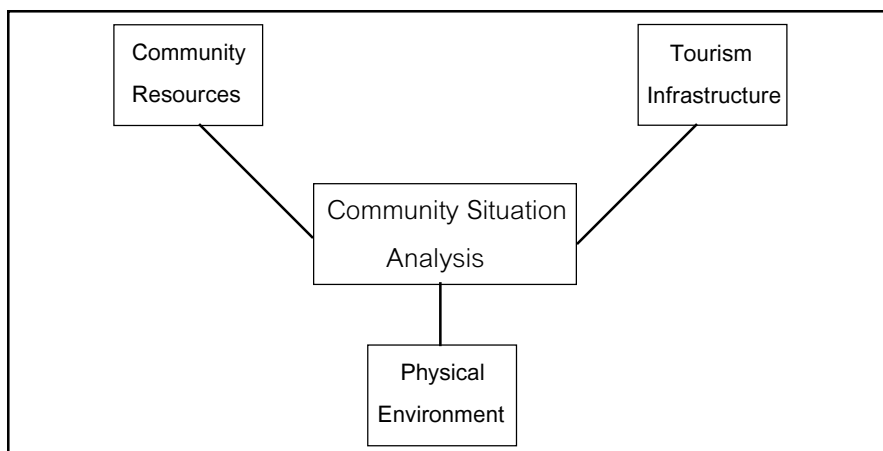 Community
Resources
Tourism
Infrastructure
Community Situation
Analysis
Physical
Environment